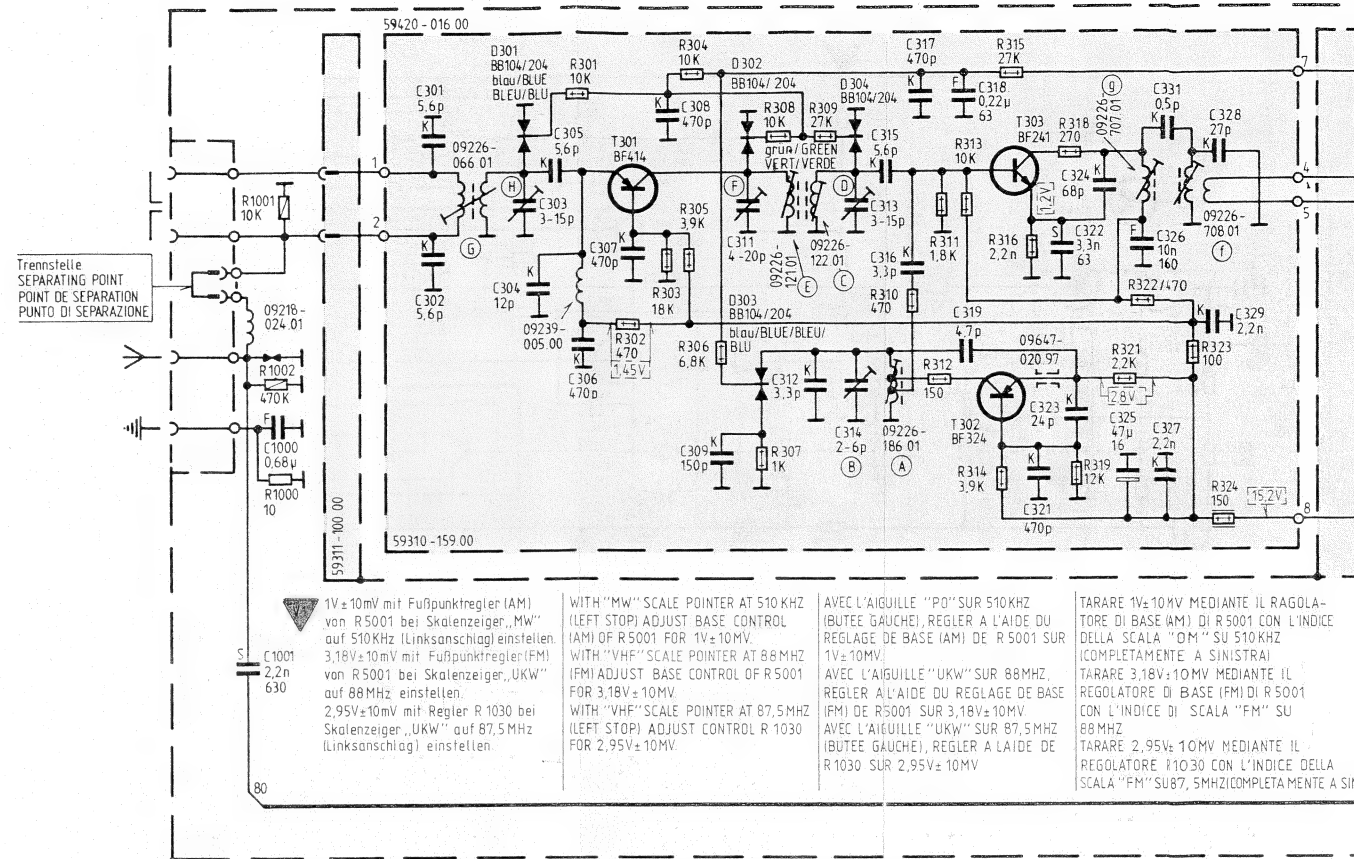 59420-016 00
D301
BB104/204
blau/BLUE
BLEU/BLU
R301
10K
R304
10K
D302
BB104/204
C317
470p
R315
27K
7
C301
5,6p
K
K
C308
470p
R308
10K
R309
27K
D304
BB104/204
K
F
C318
0,22µ
63
g
09226-
707.01
C331
0,5p
K
C305
5,6p
K
T301
BF414
grün/GREEN
VERT/VERDE
C315
5,6p
K
R313
10K
T303
BF241
R318
270
C328
27p
K
09226-
066 01
1
H
F
D
C324
68p
K
4
R1001
10K
C303
3-15p
R305
3,9K
C311
4-20p
C313
3-15p
1,2V
5
2
G
C307
470p
K
09226-
121 01
E
09226-
122 01
C
C316
3,3p
K
R311
1,8K
R316
2,2n
S
C322
3,3n
63
F
C326
10n
160
09226-
708 01
f
Trennstelle
SEPARATING POINT
POINT DE SEPARATION
PUNTO DI SEPARAZIONE
K
C302
5,6p
K
C304
12p
R303
18K
R310
470
R322/470
09218-
024 01
09239-
005.00
D303
BB104/204
blau/BLUE/BLEU/
BLU
C319
4,7p
K
K
C329
2,2n
R302
470
1,45V
R306
6,8K
09647-
020.97
R321
2,2K
R323
100
R1002
470K
K
C306
470p
C312
3,3p
K
K
R312
150
2,8V
K
C323
24p
F
C1000
0,68µ
C314
2-6p
B
09226-
186 01
A
T302
BF324
C325
47µ
16
C327
2,2n
K
R1000
10
C309
150p
K
R307
1K
R314
3,9K
K
C321
470p
R319
12K
R324
150
15,2V
8
59311-100 00
59310-159.00
1V±10mV mit Fußpunktregler (AM)
von R5001 bei Skalenzeiger „MW"
auf 510KHz (Linksanschlag) einstellen.
3,18V±10mV mit Fußpunktregler (FM)
von R5001 bei Skalenzeiger „UKW"
auf 88MHz einstellen.
2,95V±10mV mit Regler R 1030 bei
Skalenzeiger „UKW" auf 87,5MHz
(Linksanschlag) einstellen
WITH "MW" SCALE POINTER AT 510 KHZ
(LEFT STOP) ADJUST BASE CONTROL
(AM) OF R5001 FOR 1V±10MV.
WITH "VHF" SCALE POINTER AT 88MHZ
(FM) ADJUST BASE CONTROL OF R5001
FOR 3,18V±10MV.
WITH "VHF" SCALE POINTER AT 87,5MHZ
(LEFT STOP) ADJUST CONTROL R 1030
FOR 2,95V±10MV.
AVEC L'AIGUILLE "PO" SUR 510KHZ
(BUTEE GAUCHE), REGLER A L'AIDE DU
REGLAGE DE BASE (AM) DE R 5001 SUR
1V±10MV.
AVEC L'AIGUILLE "UKW" SUR 88MHZ,
REGLER A L'AIDE DU REGLAGE DE BASE
(FM) DE R5001 SUR 3,18V±10MV
AVEC L'AIGUILLE "UKW" SUR 87,5MHZ
(BUTEE GAUCHE), REGLER A LAIDE DE
R1030 SUR 2,95V±10MV
TARARE 1V±10MV MEDIANTE IL RAGOLA-
TORE DI BASE (AM) DI R5001 CON L'INDICE
DELLA SCALA "OM" SU 510KHZ
(COMPLETAMENTE A SINISTRA)
TARARE 3,18V±10MV MEDIANTE IL
REGOLATORE DI BASE (FM) DI R 5001
CON L'INDICE DI SCALA "FM" SU
88MHZ
TARARE 2,95V±10MV MEDIANTE IL
REGOLATORE R1030 CON L'INDICE DELLA
SCALA "FM" SU87, 5MHZ(COMPLETAMENTE A SIN
S
C1001
2,2n
630
80